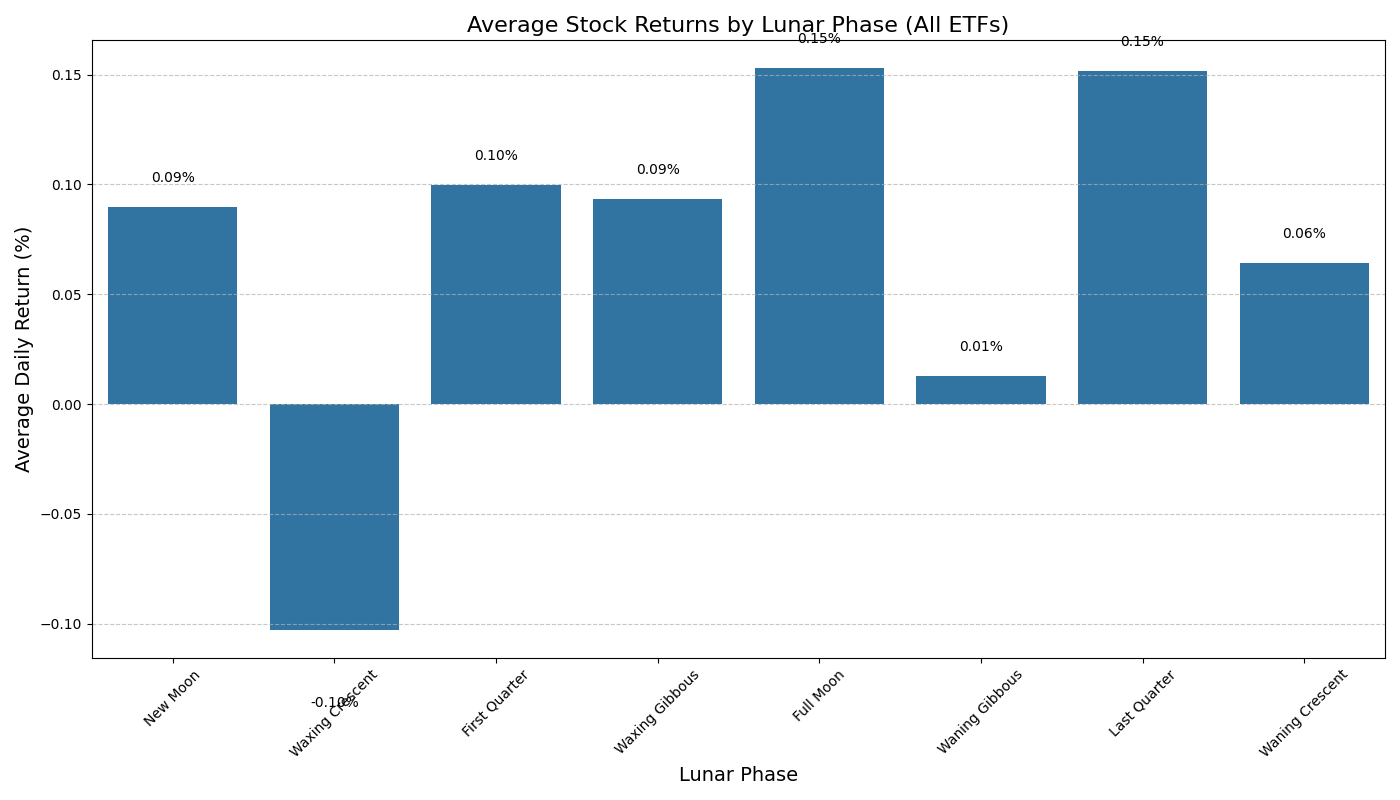 Average Stock Returns by Lunar Phase (All ETFs)
0.15%
0.15%
0.15
0.10%
0.09%
0.09%
0.10
0.06%
0.05
0.01%
0.00
−0.05
−0.10
Average Daily Return (%)
-0.10%
New Moon
Waxing Crescent
First Quarter
Waxing Gibbous
Full Moon
Waning Gibbous
Last Quarter
Waning Crescent
Lunar Phase